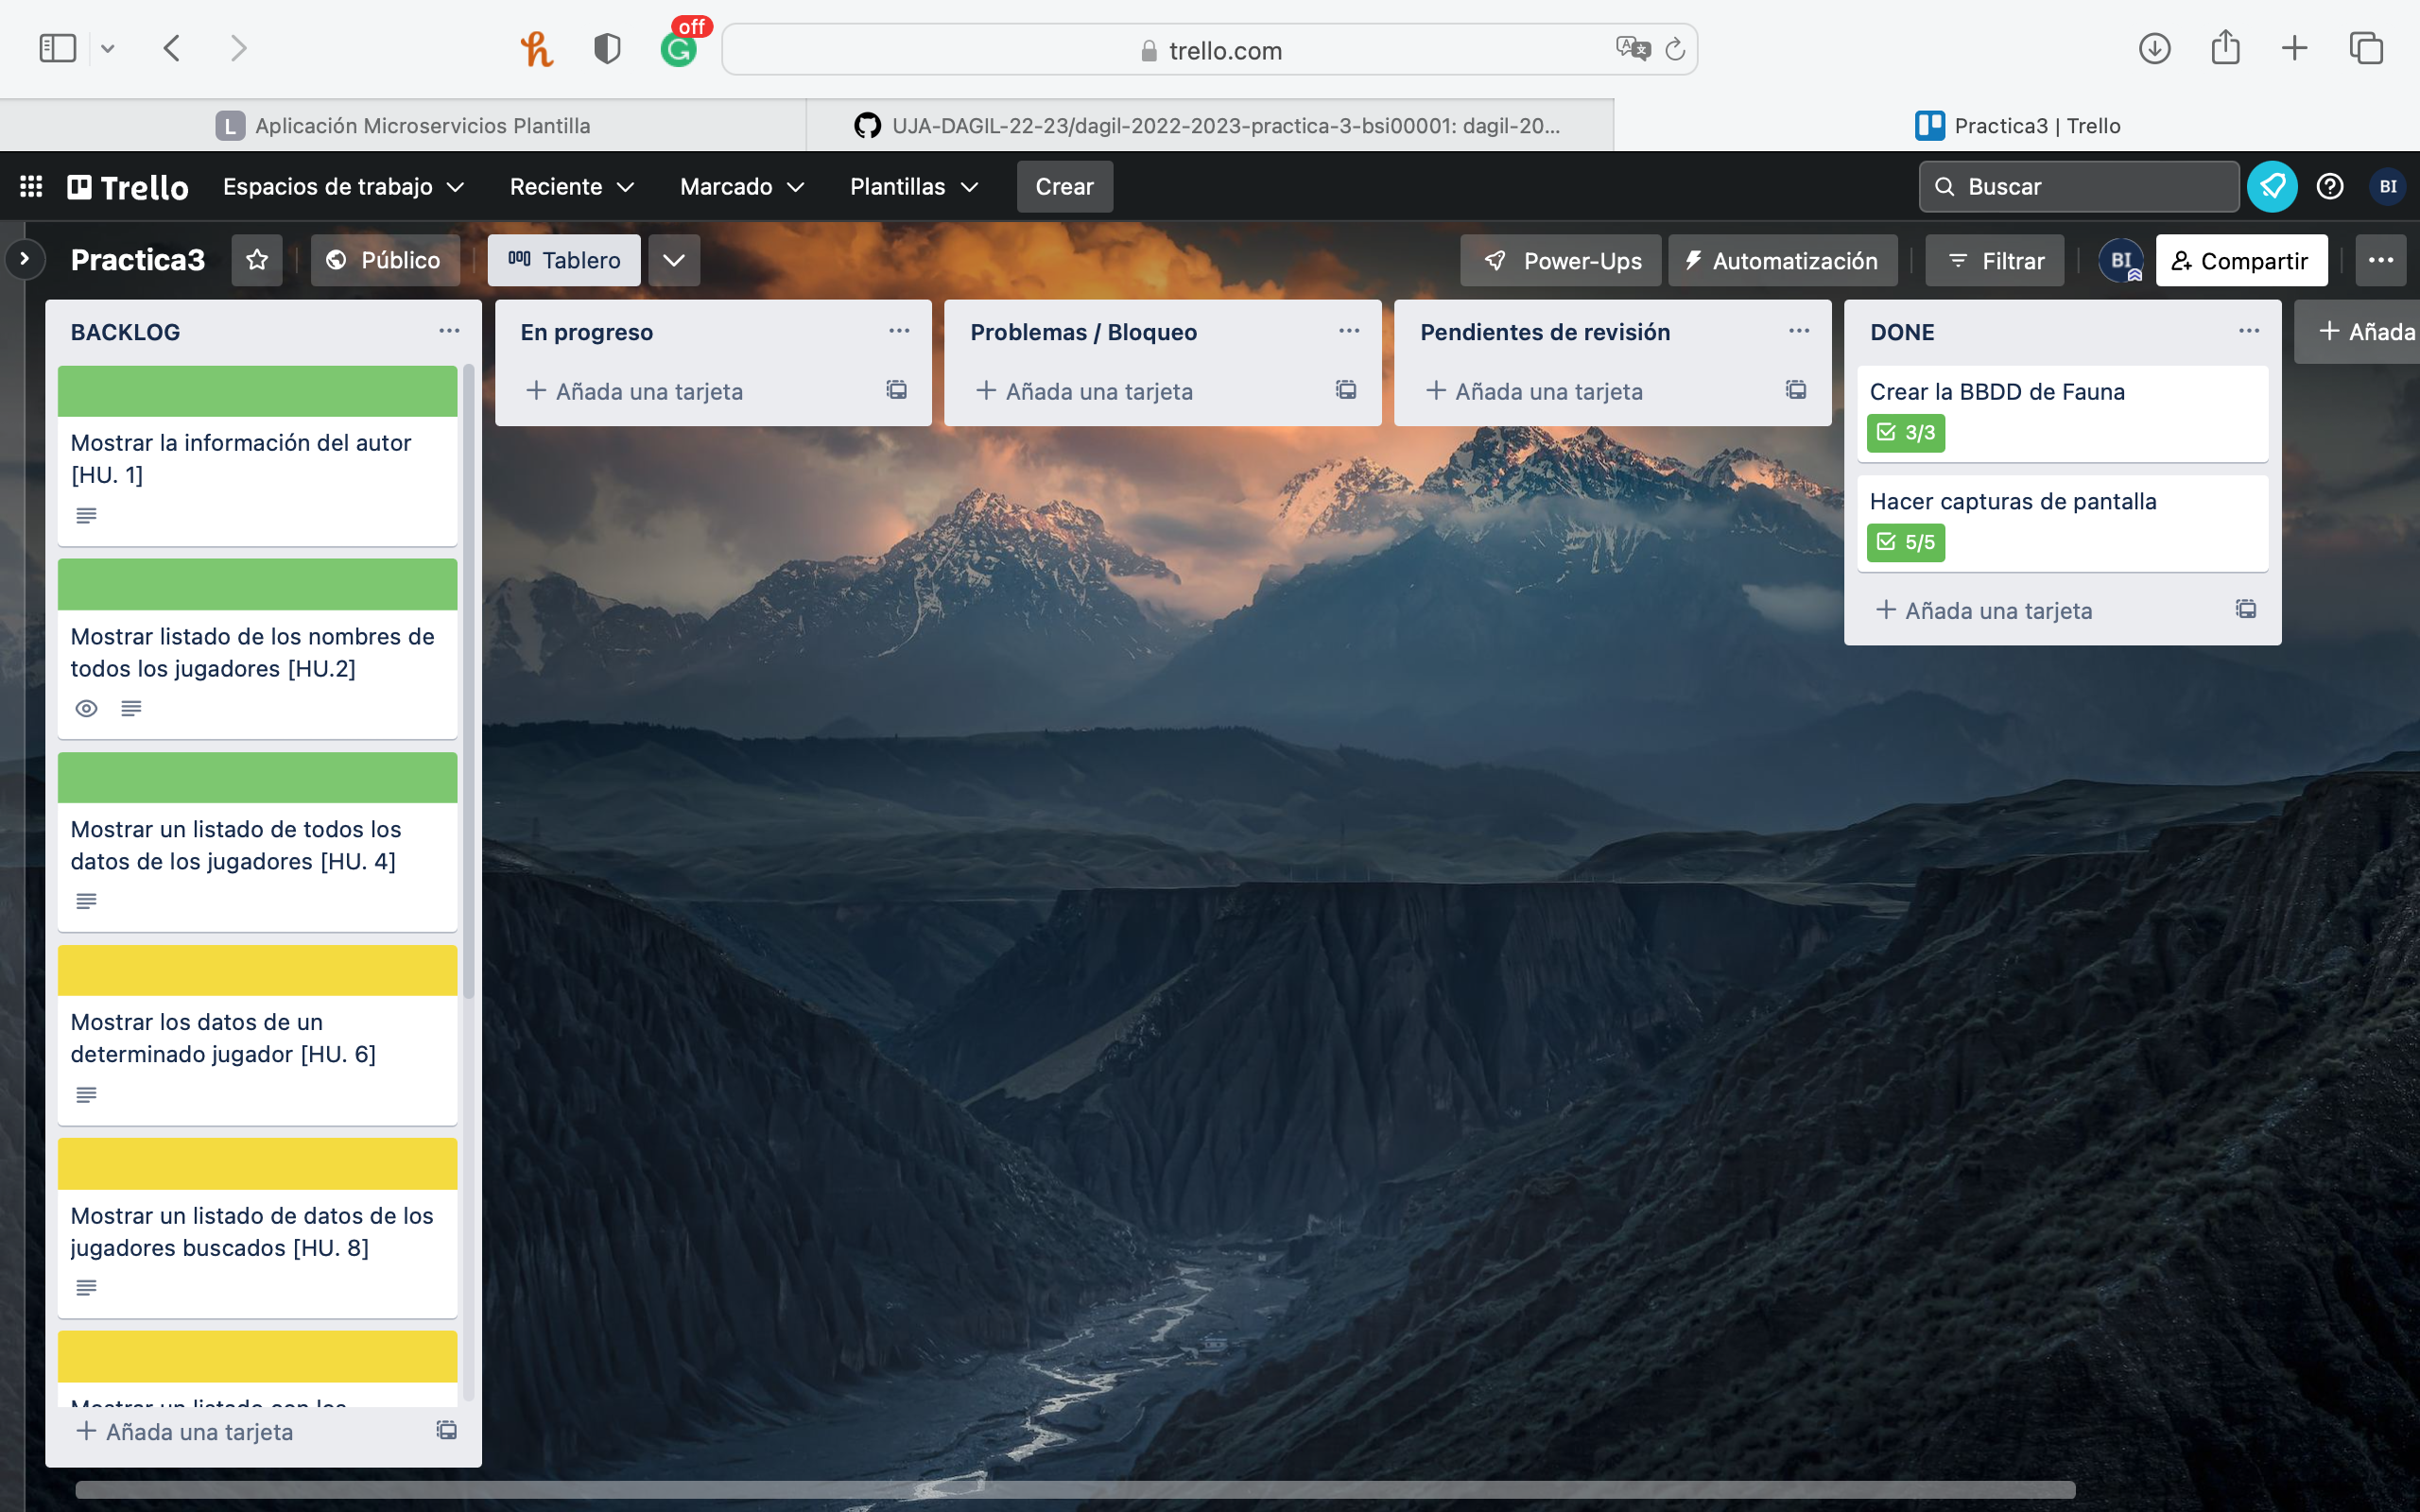 off
trello.com
L Aplicación Microservicios Plantilla
UJA-DAGIL-22-23/dagil-2022-2023-practica-3-bsi00001: dagil-20...
Practica3 | Trello
Trello
Espacios de trabajo
Reciente
Marcado
Plantillas
Crear
Buscar
BI
Practica3
Público
Tablero
Power-Ups
Automatización
Filtrar
BI
Compartir
BACKLOG
Mostrar la información del autor
[HU. 1]
Mostrar listado de los nombres de
todos los jugadores [HU.2]
Mostrar un listado de todos los
datos de los jugadores [HU. 4]
Mostrar los datos de un
determinado jugador [HU. 6]
Mostrar un listado de datos de los
jugadores buscados [HU. 8]
Mostrar un listado con los
+ Añada una tarjeta
En progreso
+ Añada una tarjeta
Problemas / Bloqueo
+ Añada una tarjeta
Pendientes de revisión
+ Añada una tarjeta
DONE
Crear la BBDD de Fauna
3/3
Hacer capturas de pantalla
5/5
+ Añada una tarjeta
+ Añada